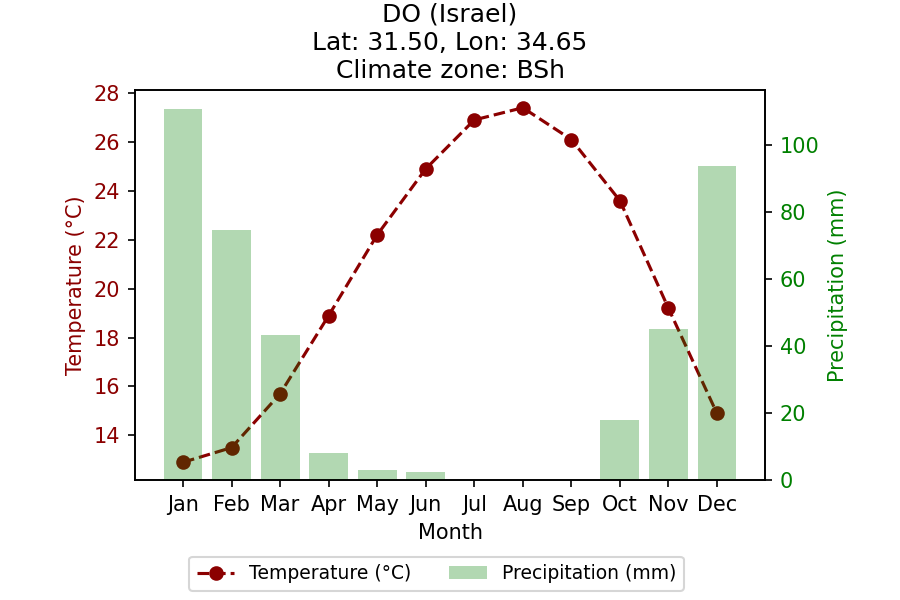 DO (Israel)
Lat: 31.50, Lon: 34.65
Climate zone: BSh
28
26
24
22
20
18
16
14
Temperature (°C)
100
80
60
40
20
0
Precipitation (mm)
Jan Feb Mar Apr May Jun Jul Aug Sep Oct Nov Dec
Month
Temperature (°C) Precipitation (mm)